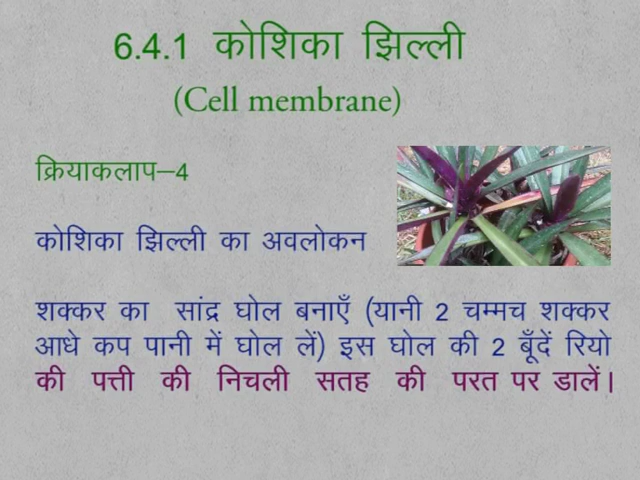 6.4.1 कोशिका झिल्ली
(Cell membrane)
क्रियाकलाप–4
कोशिका झिल्ली का अवलोकन
शक्कर का सांद्र घोल बनाएँ (यानी 2 चम्मच शक्कर
आधे कप पानी में घोल लें) इस घोल की 2 बूँदें रियो
की पत्ती की निचली सतह की परत पर डालें।